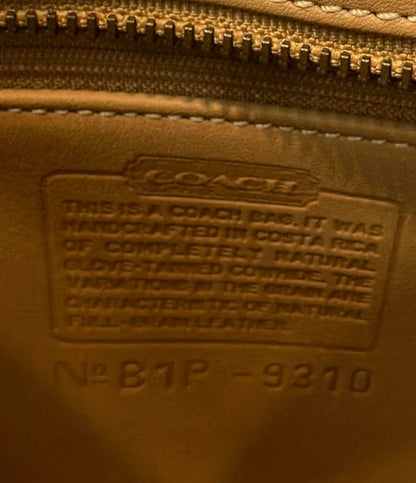 COACH
THIS IS A COACH BAG. IT WAS
HANDCRAFTED IN COSTA RICA
OF COMPLETELY NATURAL
GLOVE-TANNED COWHIDE. THE
VARIATIONS IN THE GRAIN ARE
CHARACTERISTIC OF NATURAL
FULL-GRAIN LEATHER.
No B1P -9310